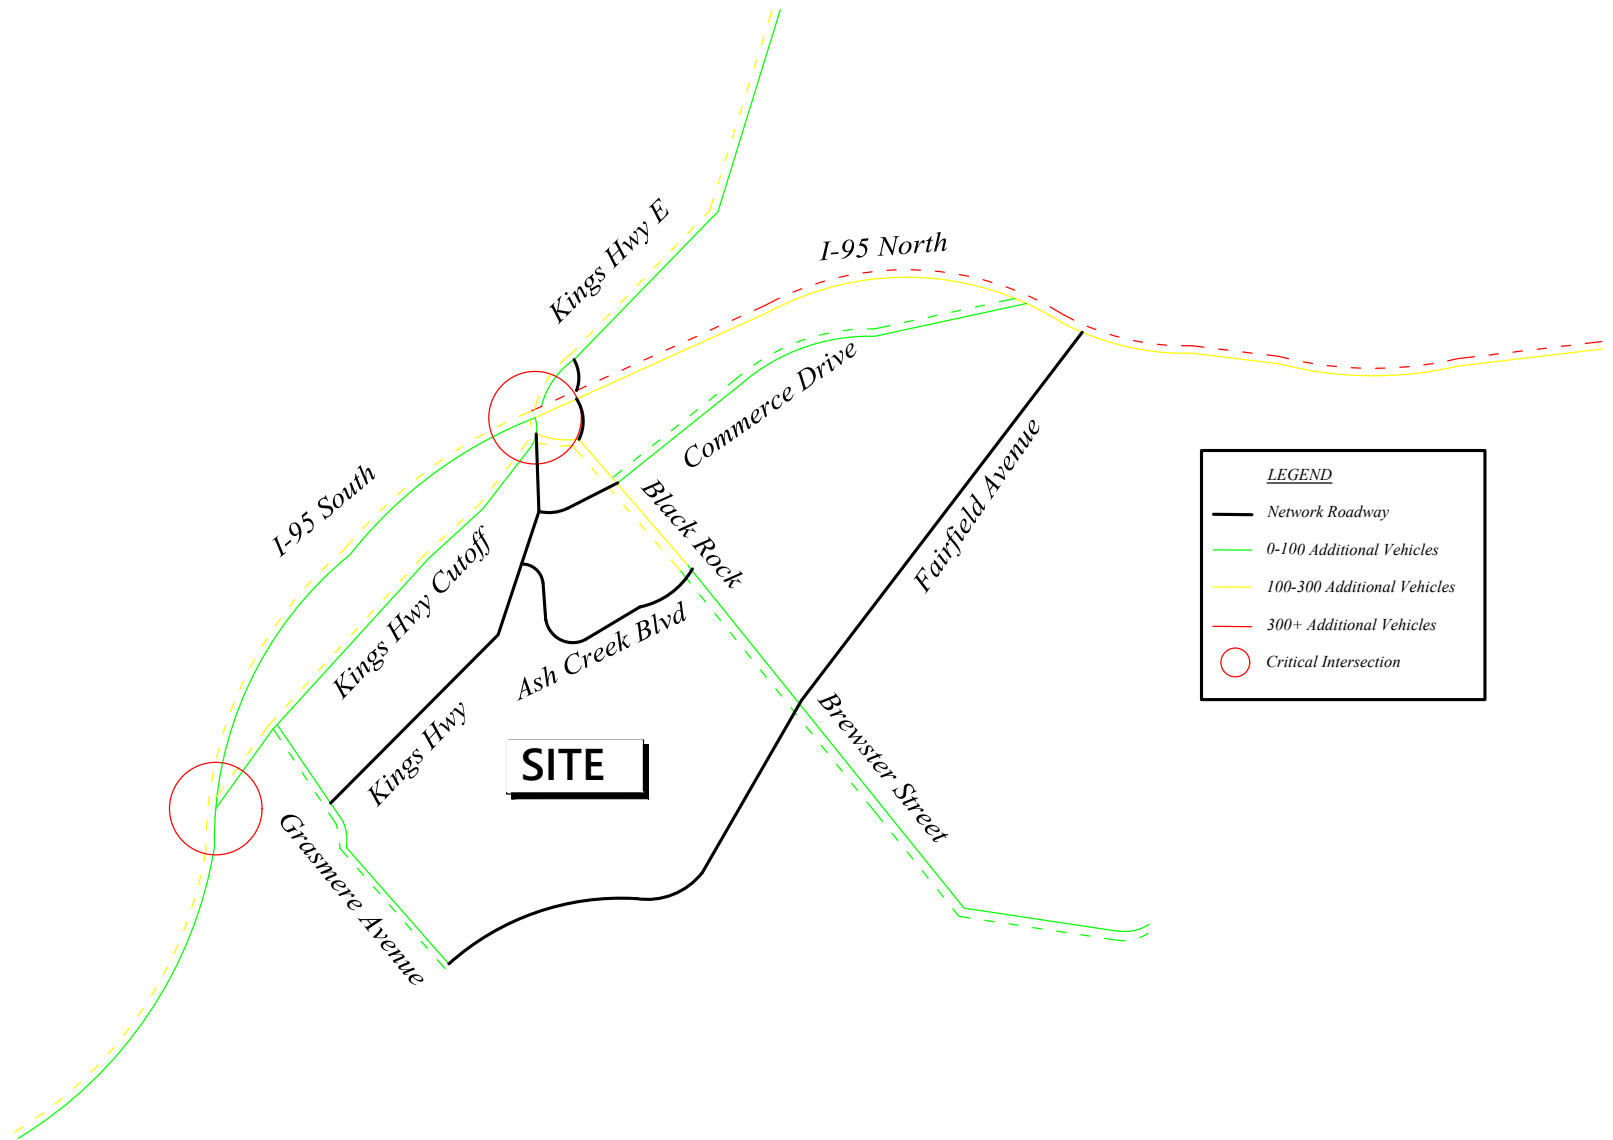 Kings Hwy E
I-95 North
Commerce Drive
I-95 South
Black Rock
Fairfield Avenue
Kings Hwy Cutoff
Ash Creek Blvd
Kings Hwy
SITE
Brewster Street
Grasmere Avenue
LEGEND
Network Roadway
0-100 Additional Vehicles
100-300 Additional Vehicles
300+ Additional Vehicles
Critical Intersection